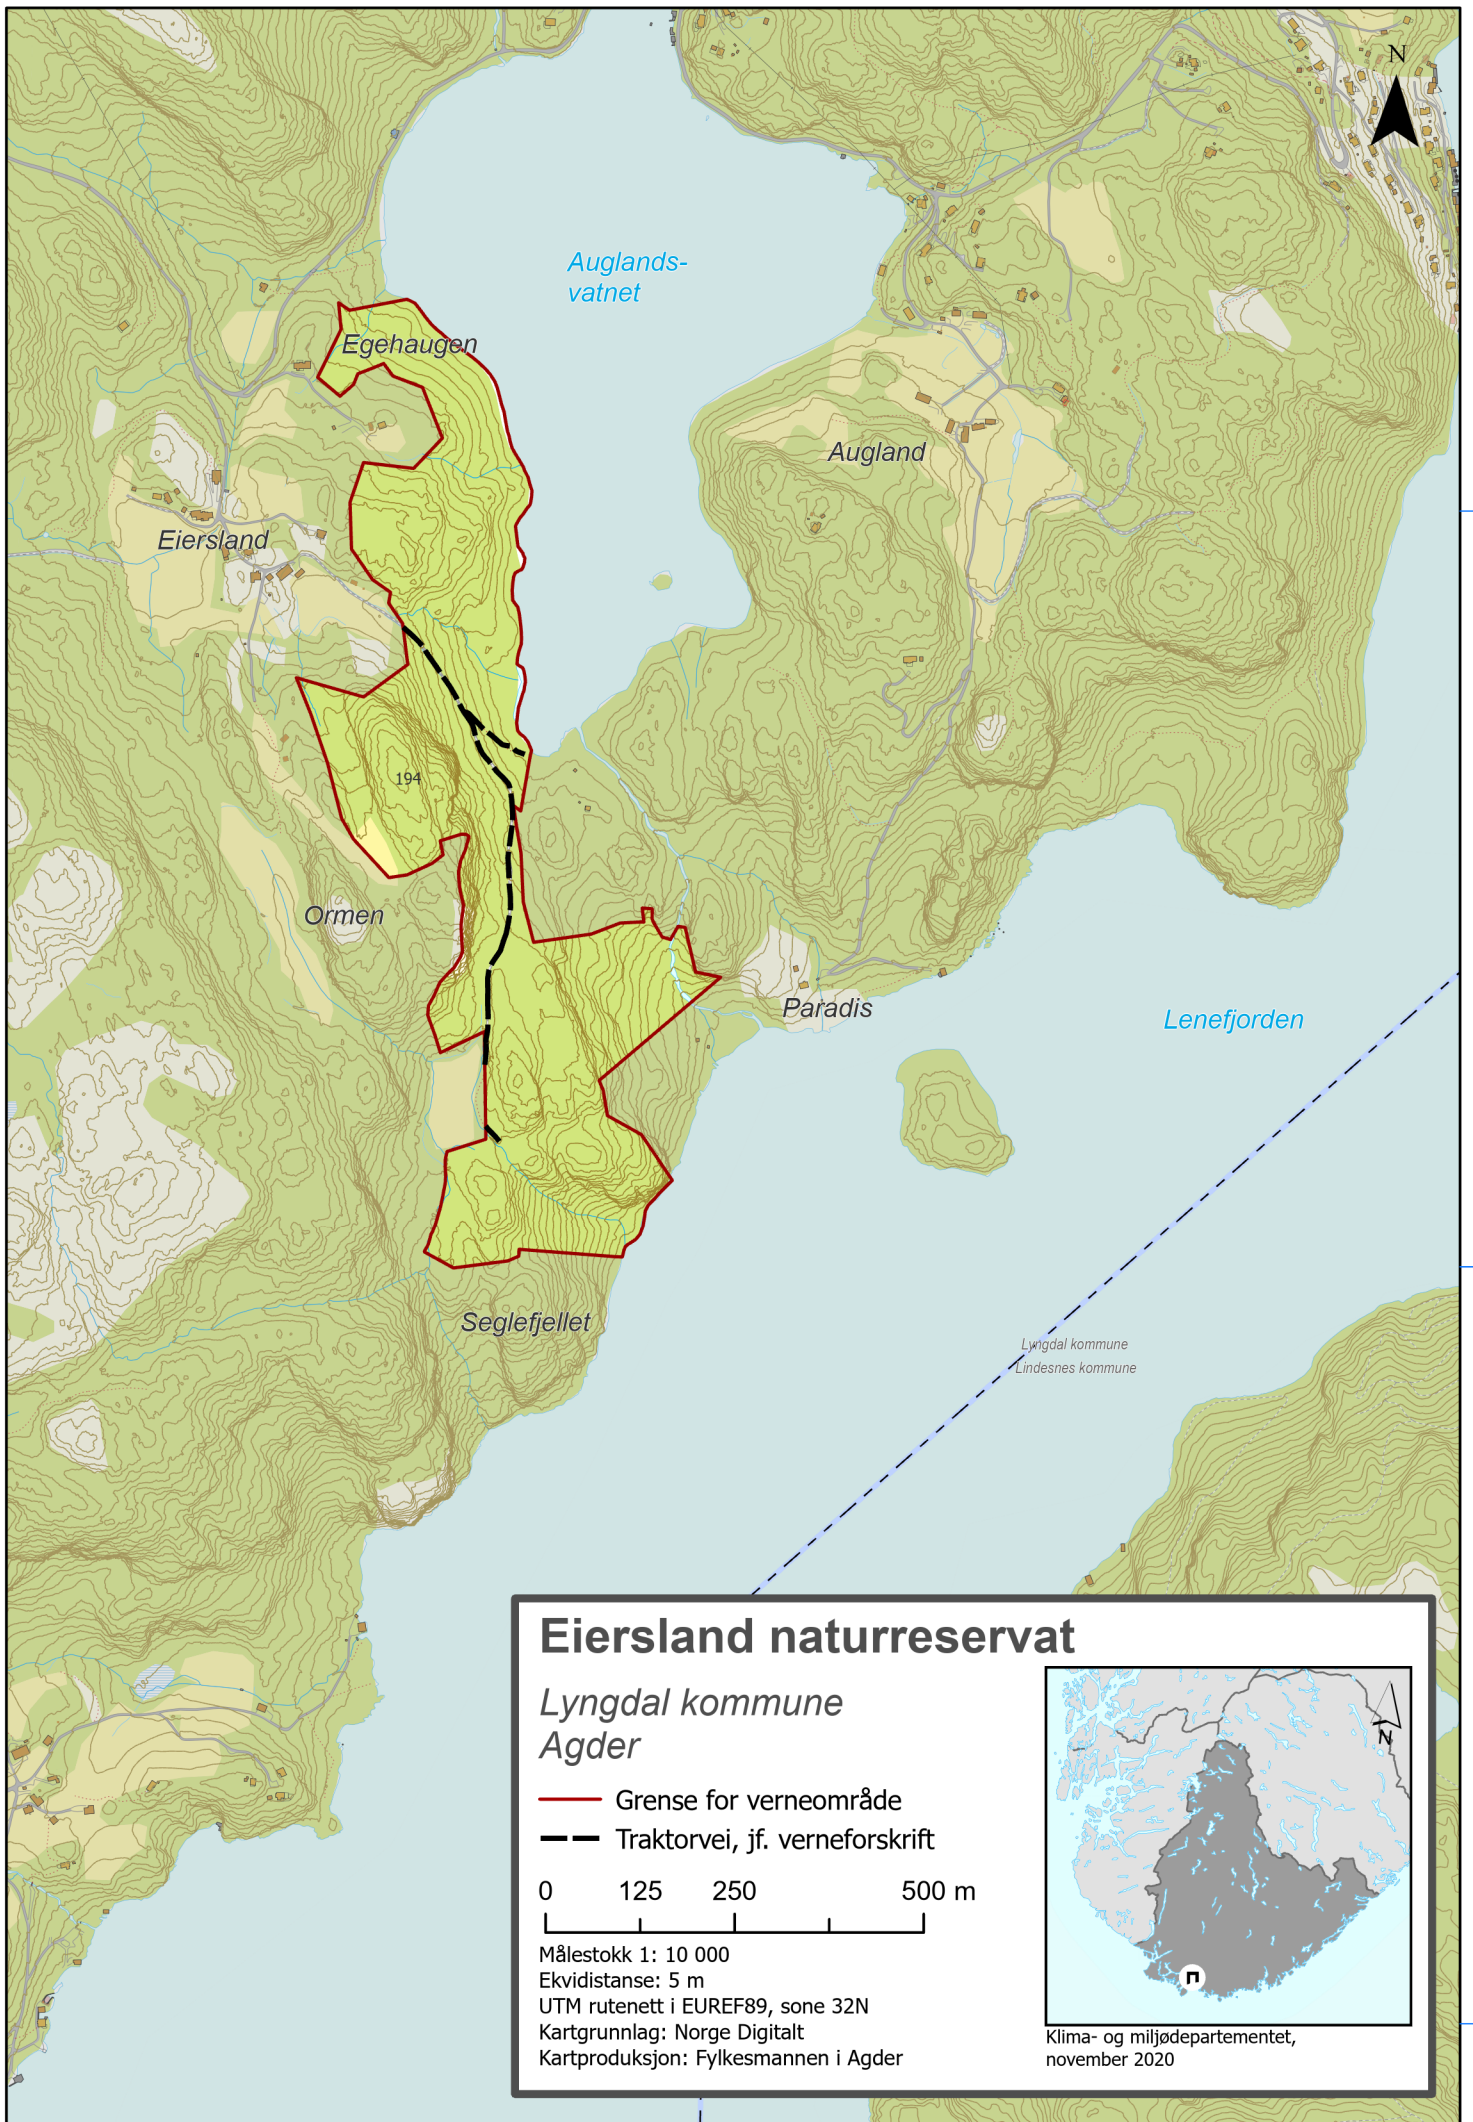 N
Auglands-
vatnet
Egehaugen
Augland
Eiersland
194
Ormen
Paradis
Lenefjorden
Seglefjellet
Lyngdal kommune
Lindesnes kommune
Eiersland naturreservat
Lyngdal kommune
Agder
Grense for verneområde
Traktorvei, jf. verneforskrift
0 125 250 500 m
Målestokk 1: 10 000
Ekvidistanse: 5 m
UTM rutenett i EUREF89, sone 32N
Kartgrunnlag: Norge Digitalt
Kartproduksjon: Fylkesmannen i Agder
N
Klima- og miljødepartementet,
november 2020